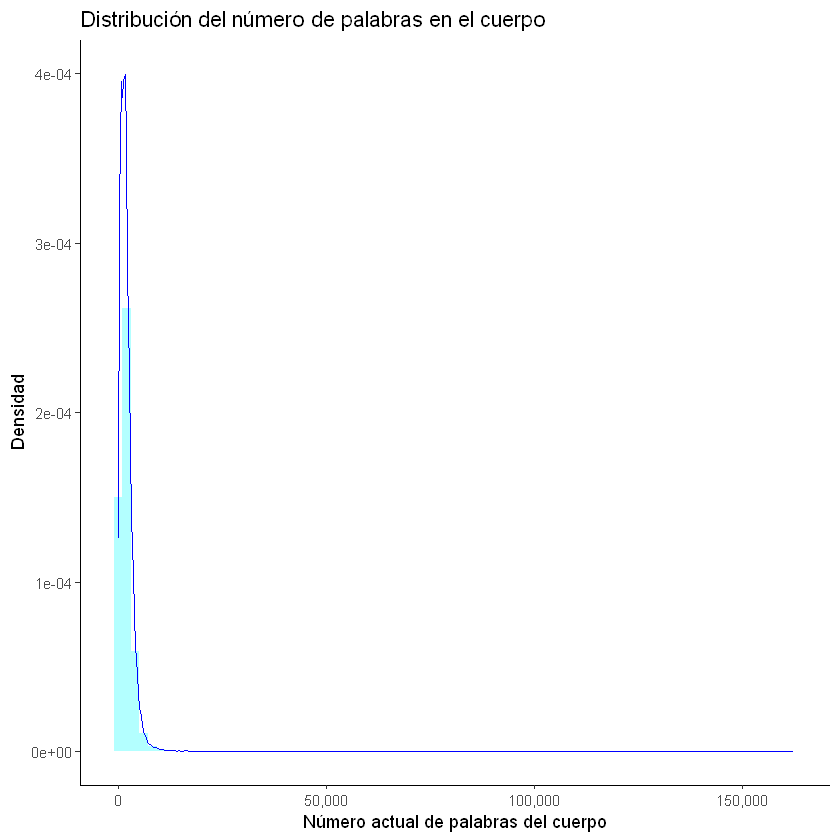 Distribución del número de palabras en el cuerpo
4e-04
3e-04
2e-04
1e-04
0e+00
Densidad
0
50,000
100,000
150,000
Número actual de palabras del cuerpo